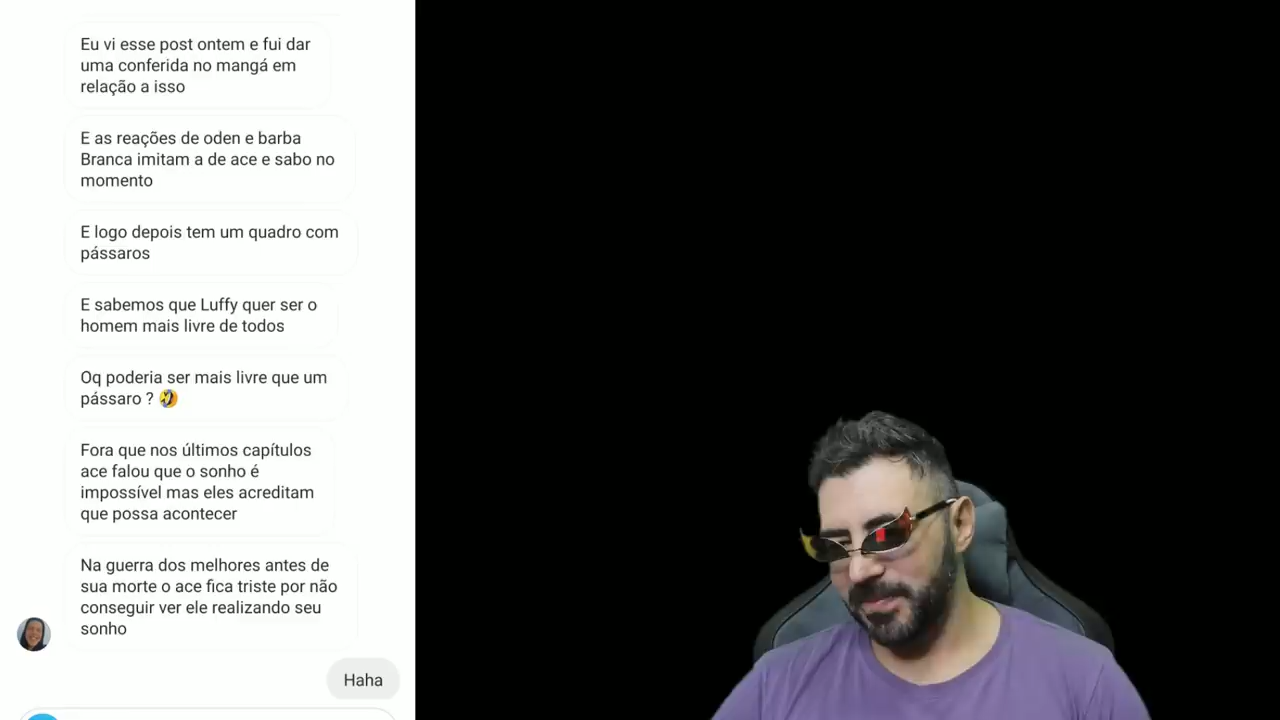 Eu vi esse post ontem e fui dar
uma conferida no mangá em
relação a isso
E as reações de oden e barba
Branca imitam a de ace e sabo no
momento
E logo depois tem um quadro com
pássaros
E sabemos que Luffy quer ser o
homem mais livre de todos
Oq poderia ser mais livre que um
pássaro ? 🤣
Fora que nos últimos capítulos
ace falou que o sonho é
impossível mas eles acreditam
que possa acontecer
Na guerra dos melhores antes de
sua morte o ace fica triste por não
conseguir ver ele realizando seu
sonho
Haha